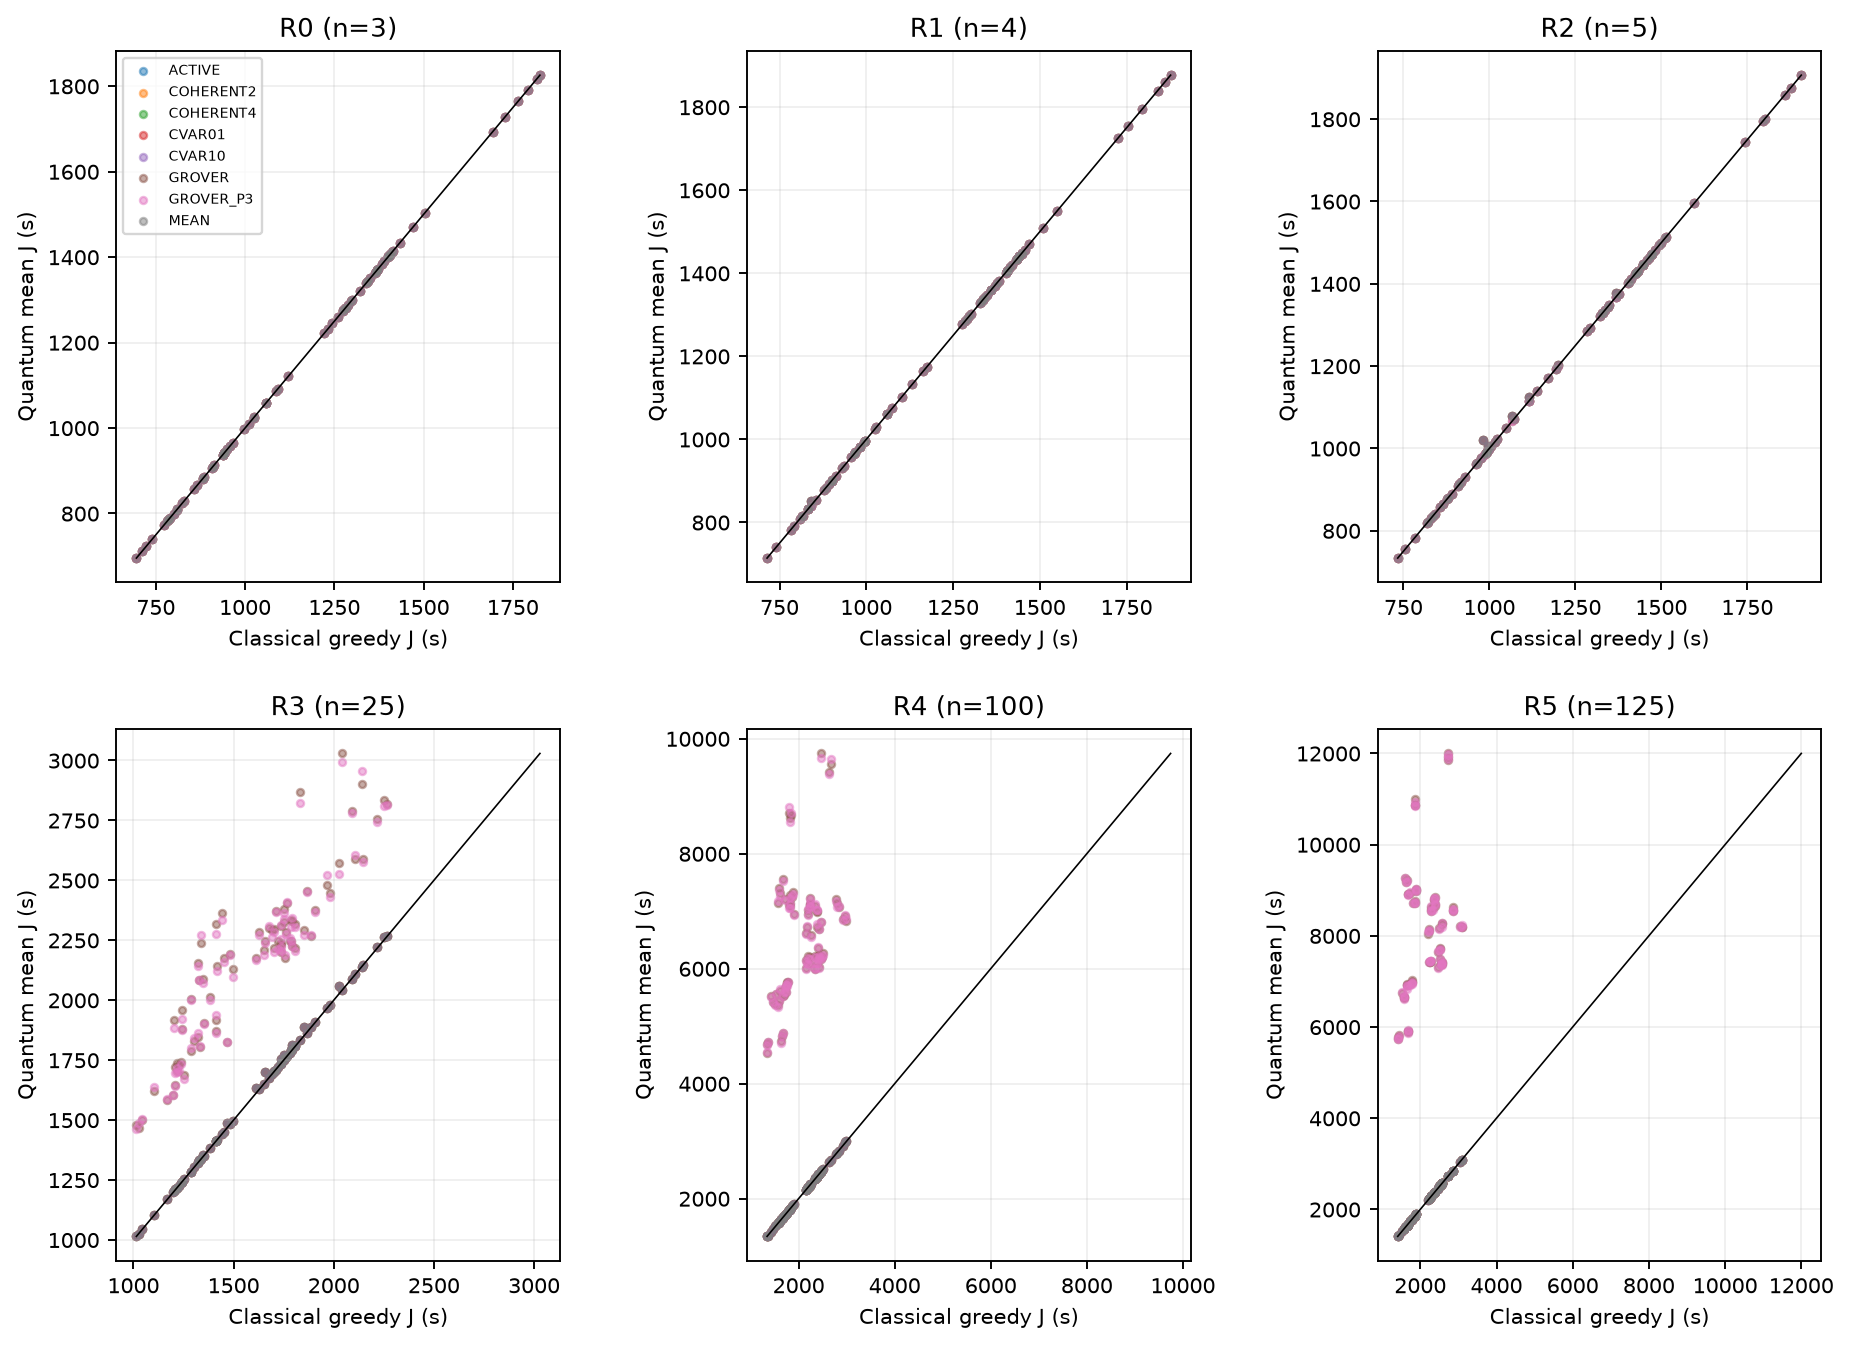 R0 (n=3)
Quantum mean J (s)
1800
1600
1400
1200
1000
800
ACTIVE
COHERENT2
COHERENT4
CVAR01
CVAR10
GROVER
GROVER_P3
MEAN
750 1000 1250 1500 1750
Classical greedy J (s)
R1 (n=4)
Quantum mean J (s)
1800
1600
1400
1200
1000
800
750 1000 1250 1500 1750
Classical greedy J (s)
R2 (n=5)
Quantum mean J (s)
1800
1600
1400
1200
1000
800
750 1000 1250 1500 1750
Classical greedy J (s)
R3 (n=25)
Quantum mean J (s)
3000
2750
2500
2250
2000
1750
1500
1250
1000
1000 1500 2000 2500 3000
Classical greedy J (s)
R4 (n=100)
Quantum mean J (s)
10000
8000
6000
4000
2000
2000 4000 6000 8000 10000
Classical greedy J (s)
R5 (n=125)
Quantum mean J (s)
12000
10000
8000
6000
4000
2000
2000 4000 6000 8000 10000 12000
Classical greedy J (s)